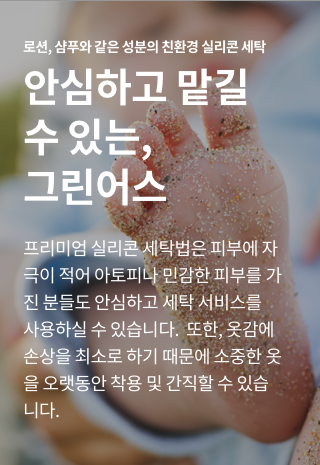 로션, 샴푸와 같은 성분의 친환경 실리콘 세탁
안심하고 맡길
수 있는,
그린어스
프리미엄 실리콘 세탁법은 피부에 자
극이 적어 아토피나 민감한 피부를 가
진 분들도 안심하고 세탁 서비스를
사용하실 수 있습니다. 또한, 옷감에
손상을 최소로 하기 때문에 소중한 옷
을 오랫동안 착용 및 간직할 수 있습
니다.